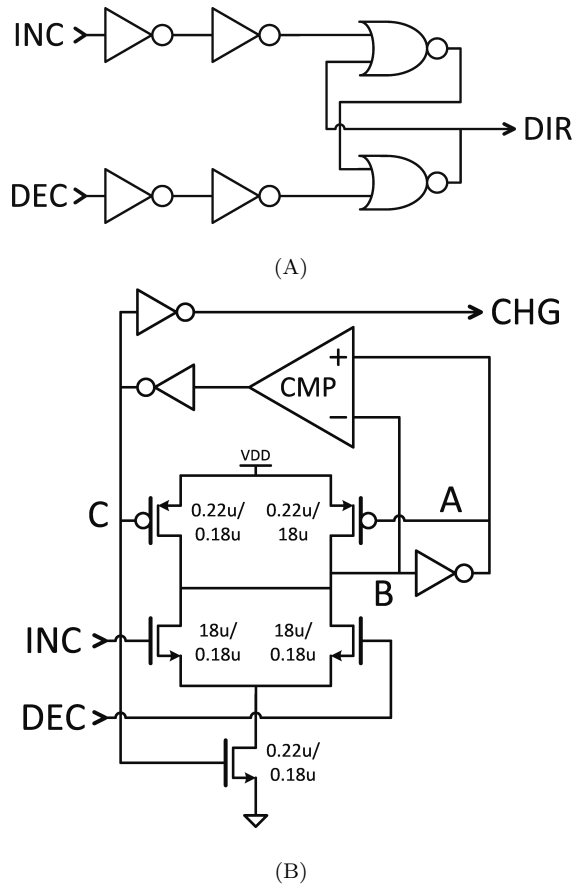 INC
DIR
DEC
(A)
CHG
+
CMP
−
VDD
C
0.22u/
0.18u
0.22u/
18u
A
B
INC
18u/
0.18u
18u/
0.18u
DEC
0.22u/
0.18u
(B)